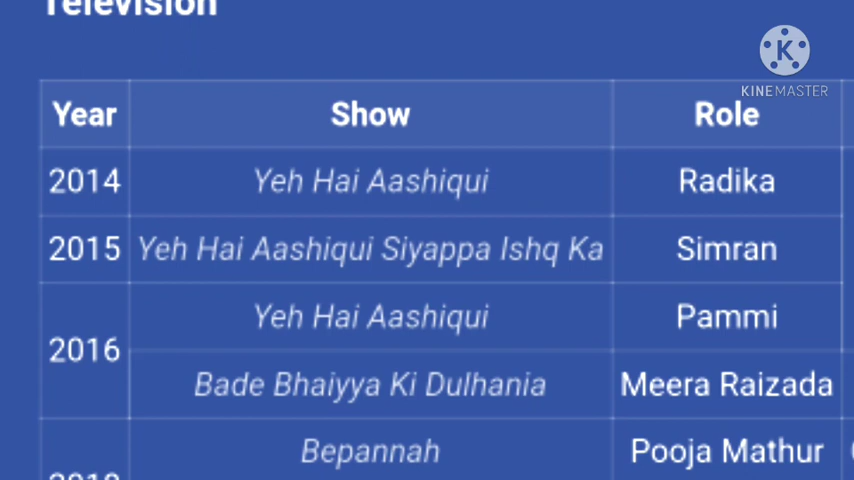 Television
KINEMASTER
Year Show Role
2014 Yeh Hai Aashiqui Radika
2015 Yeh Hai Aashiqui Siyappa Ishq Ka Simran
2016 Yeh Hai Aashiqui Pammi
Bade Bhaiyya Ki Dulhania Meera Raizada
Bepannah Pooja Mathur